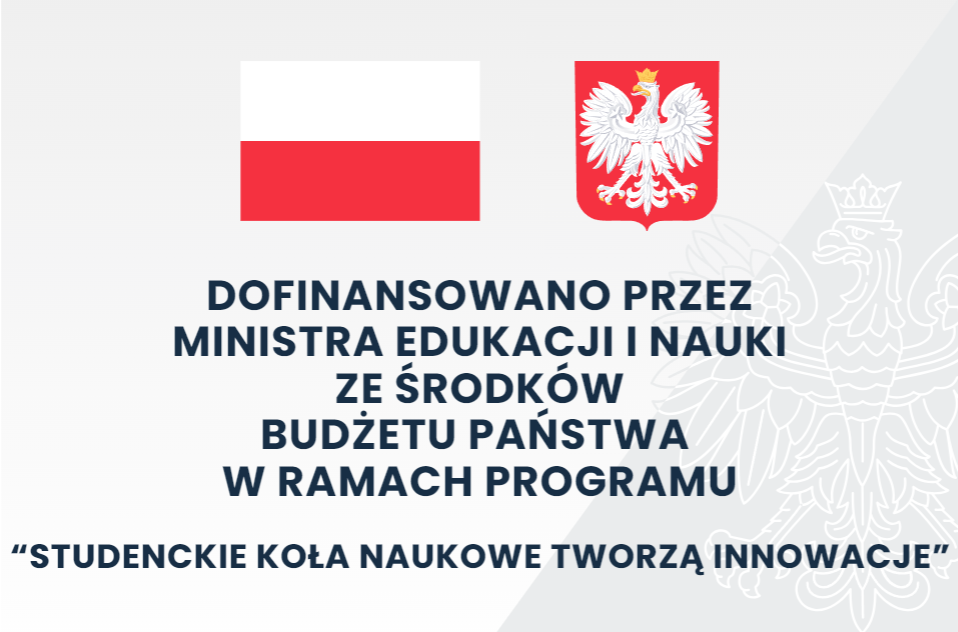 DOFINANSOWANO PRZEZ
MINISTRA EDUKACJI I NAUKI
ZE ŚRODKÓW
BUDŻETU PAŃSTWA
W RAMACH PROGRAMU
“STUDENCKIE KOŁA NAUKOWE TWORZĄ INNOWACJE”